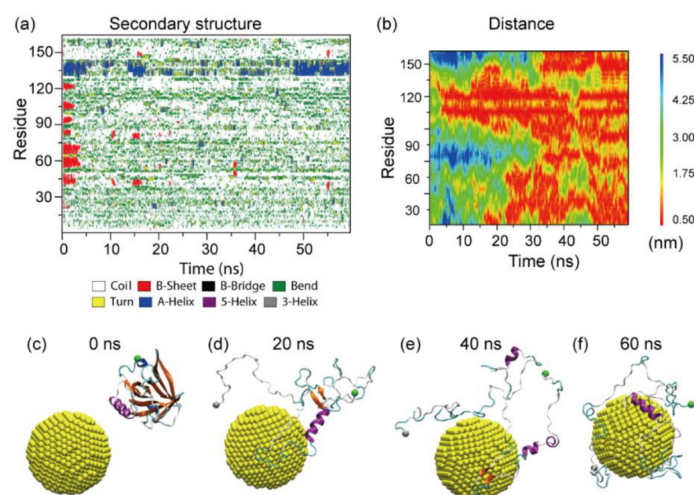 (a) Secondary structure
(b) Distance
150
120
90
60
30
Residue
0 10 20 30 40 50
Time (ns)
150
120
90
60
30
Residue
0 10 20 30 40 50
Time (ns)
5.50
4.25
3.00
1.75
0.50
(nm)
Coil B-Sheet B-Bridge Bend
Turn A-Helix 5-Helix 3-Helix
(c) 0 ns
(d) 20 ns
(e) 40 ns
(f) 60 ns